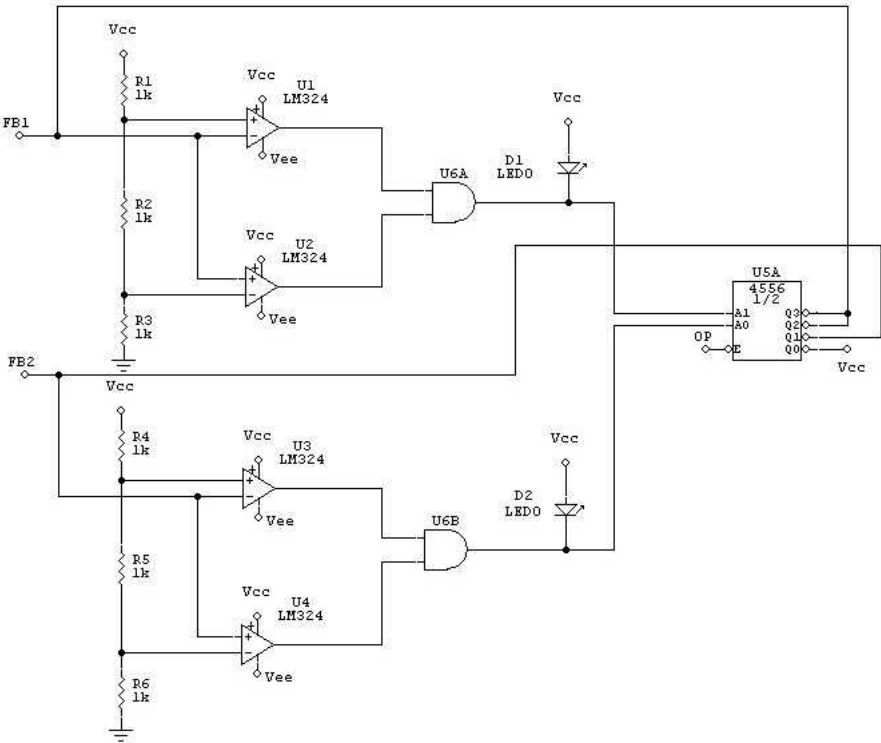 Vcc
R1
1k
Vcc
U1
LM324
+
+
-
Vee
FB1
Vcc
D1
LED0
U6A
R2
1k
Vcc
U2
LM324
+
+
-
Vee
R3
1k
U5A
4556
1/2
A1
A0
E
Q3
Q2
Q1
Q0
OP
Vcc
FB2
Vcc
R4
1k
Vcc
U3
LM324
+
+
-
Vee
Vcc
D2
LED0
U6B
R5
1k
Vcc
U4
LM324
+
+
-
Vee
R6
1k